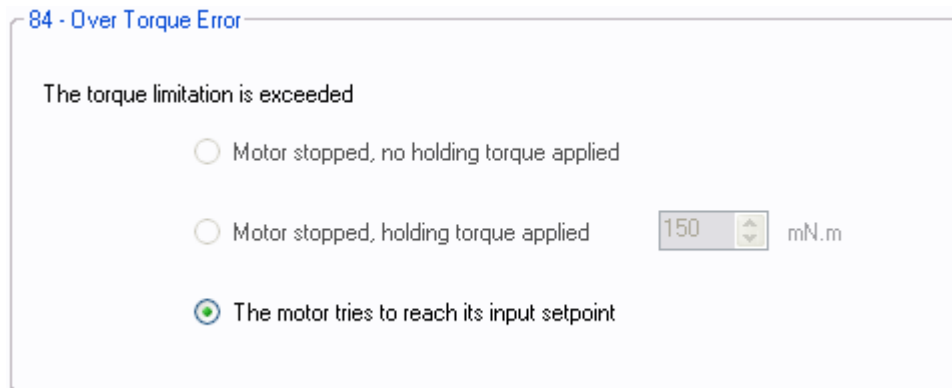 84 - Over Torque Error
The torque limitation is exceeded
Motor stopped, no holding torque applied
Motor stopped, holding torque applied 150 mN.m
The motor tries to reach its input setpoint